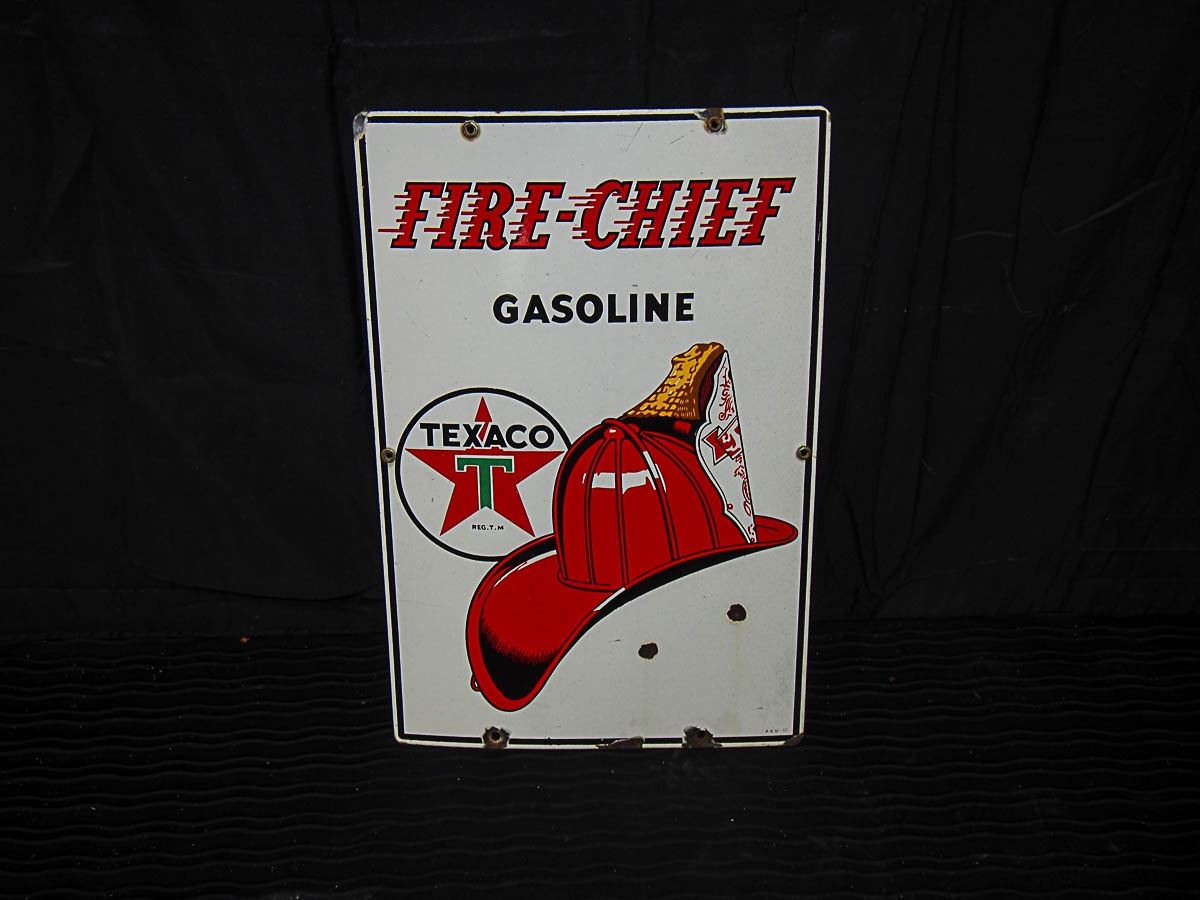 FIRE-CHIEF
GASOLINE
TEXACO
T
REG. T. M